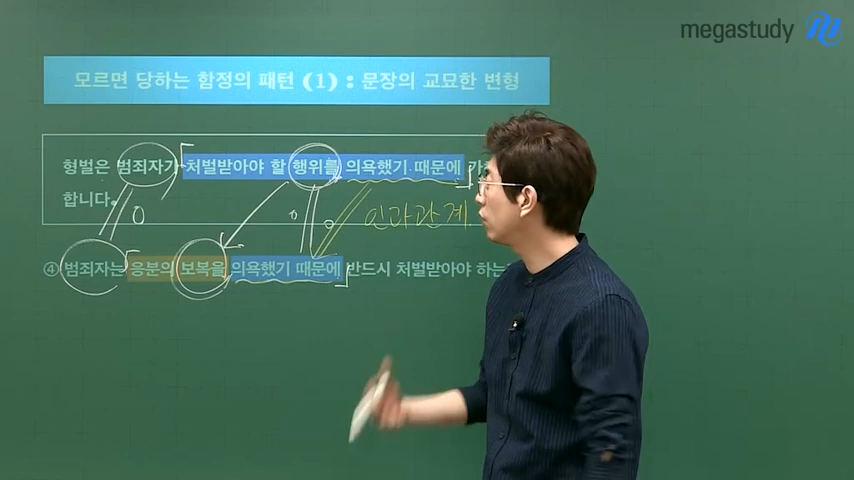 megastudy
모르면 당하는 함정의 패턴 (1) : 문장의 교묘한 변형
형벌은 범죄자가 처벌받아야 할 행위를 의욕했기 때문에
합니다.
인과관계.
④ 범죄자는 응분의 보복을 의욕했기 때문에 반드시 처벌받아야 하는